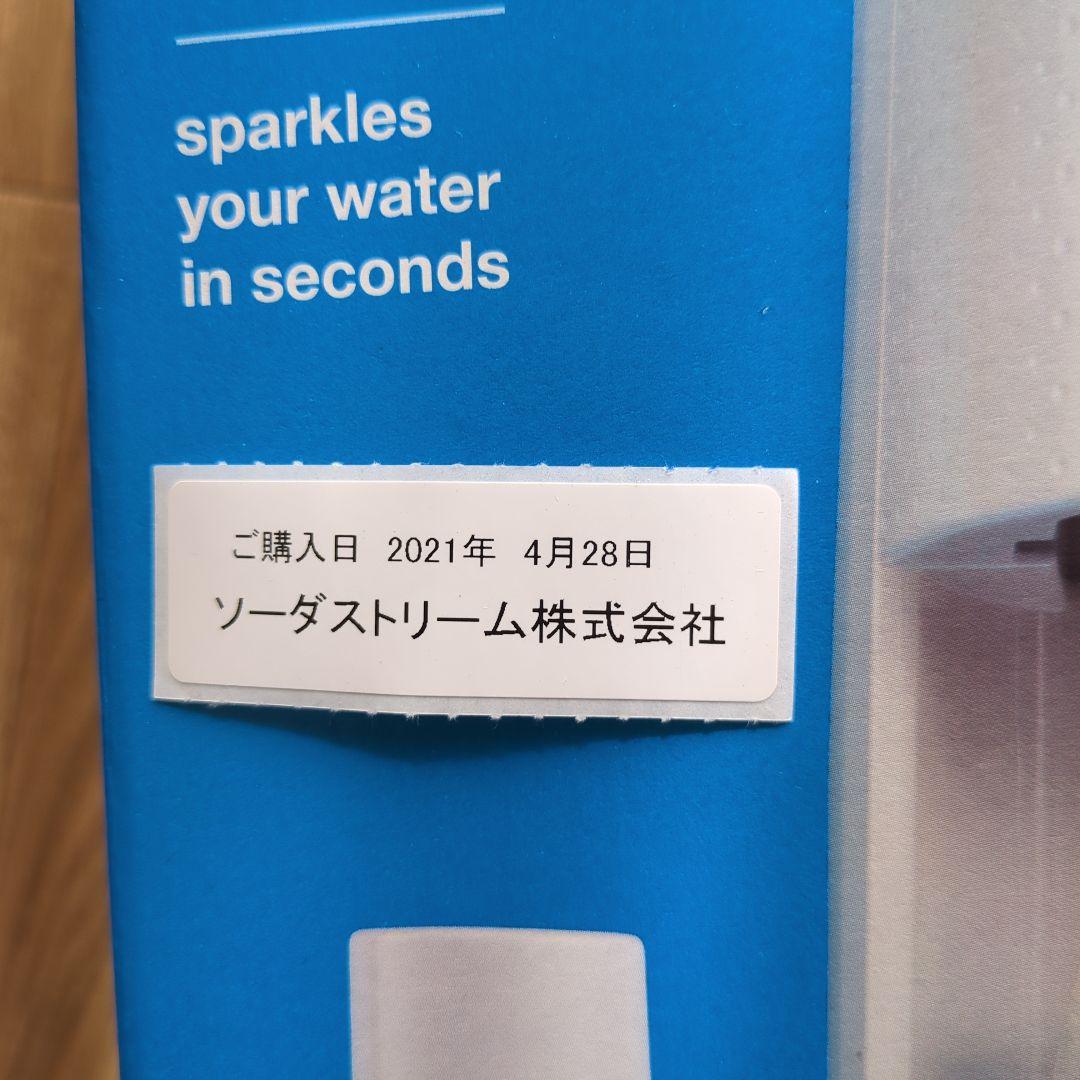 sparkles
your water
in seconds
ご購入日 2021年 4月28日
ソーダストリーム株式会社